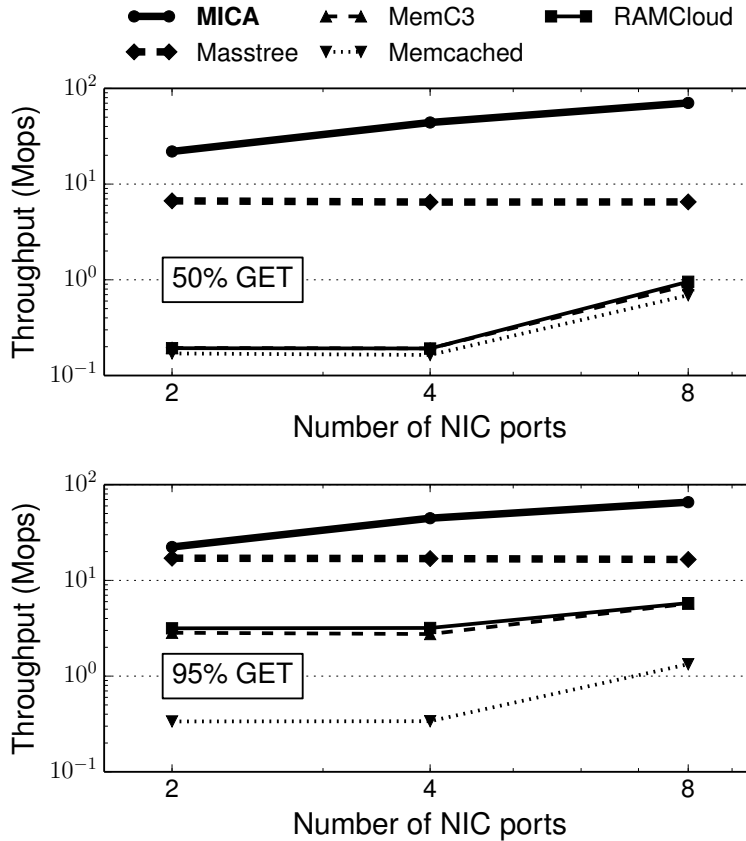 MICA MemC3 RAMCloud
Masstree Memcached
10^2
10^1
10^0
10^{-1}
Throughput (Mops)
50% GET
2 4 8
Number of NIC ports
10^2
10^1
10^0
10^{-1}
Throughput (Mops)
95% GET
2 4 8
Number of NIC ports